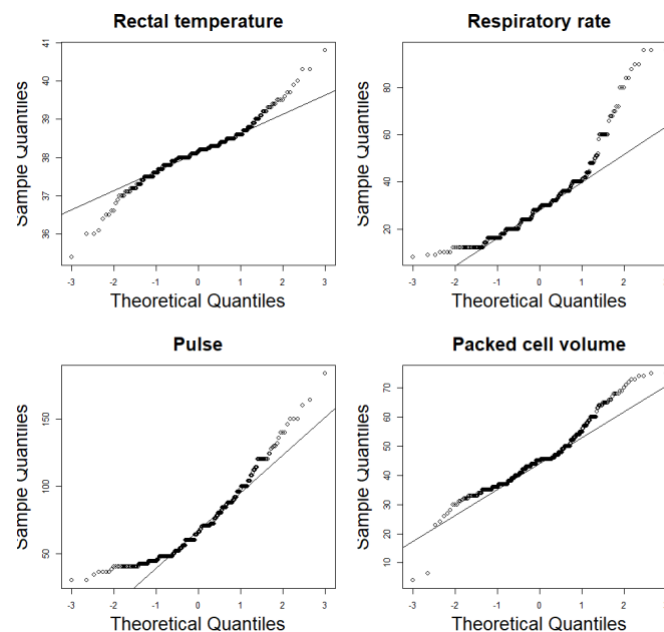 Rectal temperature
Sample Quantiles
36 37 38 39 40 41
-3 -2 -1 0 1 2 3
Theoretical Quantiles
Respiratory rate
Sample Quantiles
20 40 60 80
-3 -2 -1 0 1 2 3
Theoretical Quantiles
Pulse
Sample Quantiles
50 100 150
-3 -2 -1 0 1 2 3
Theoretical Quantiles
Packed cell volume
Sample Quantiles
10 20 30 40 50 60 70
-3 -2 -1 0 1 2 3
Theoretical Quantiles